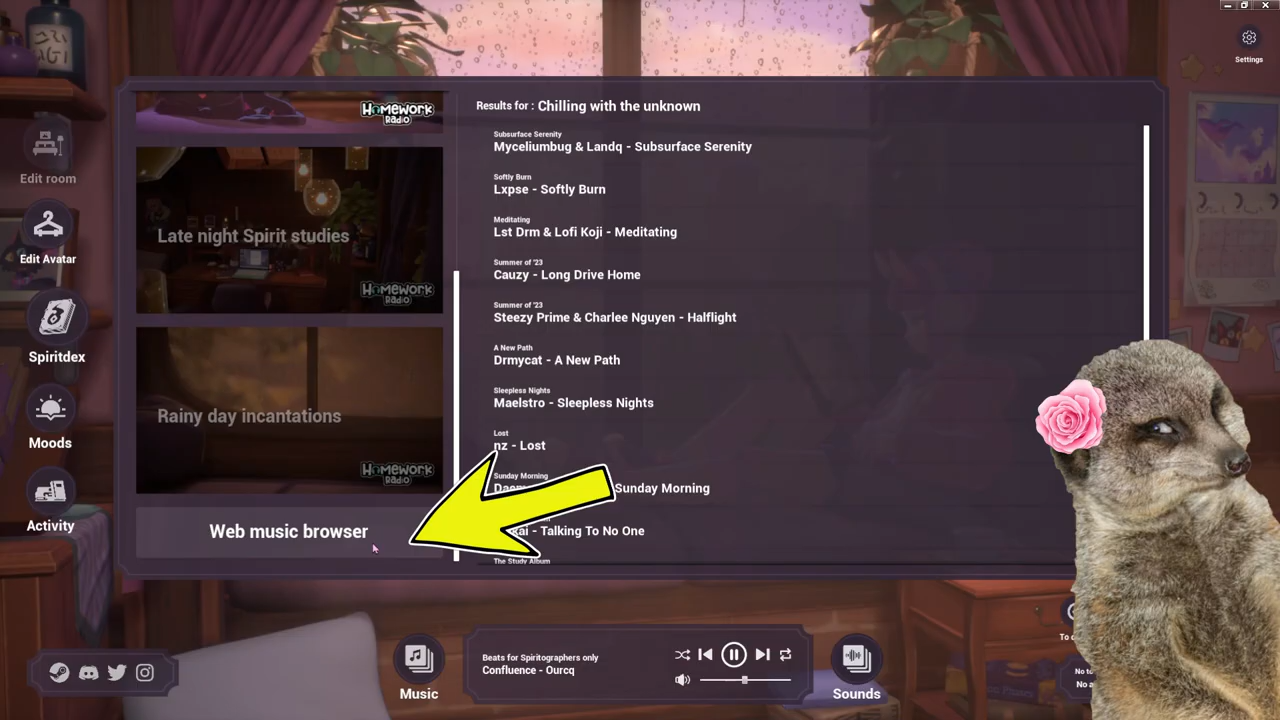 Settings
Edit room
Edit Avatar
Spiritdex
Moods
Activity
Homework
Radio
Late night Spirit studies
Homework
Radio
Rainy day incantations
Homework
Radio
Web music browser
Results for : Chilling with the unknown
Subsurface Serenity
Myceliumbug & Landq - Subsurface Serenity
Softly Burn
Lxpse - Softly Burn
Meditating
Lst Drm & Lofi Koji - Meditating
Summer of '23
Cauzy - Long Drive Home
Summer of '23
Steezy Prime & Charlee Nguyen - Halflight
A New Path
Drmycat - A New Path
Sleepless Nights
Maelstro - Sleepless Nights
Lost
nz - Lost
Sunday Morning
Sunday Morning
- Talking To No One
The Study Album
Music
Beats for Spiritographers only
Confluence - Ourcq
Sounds
To
No